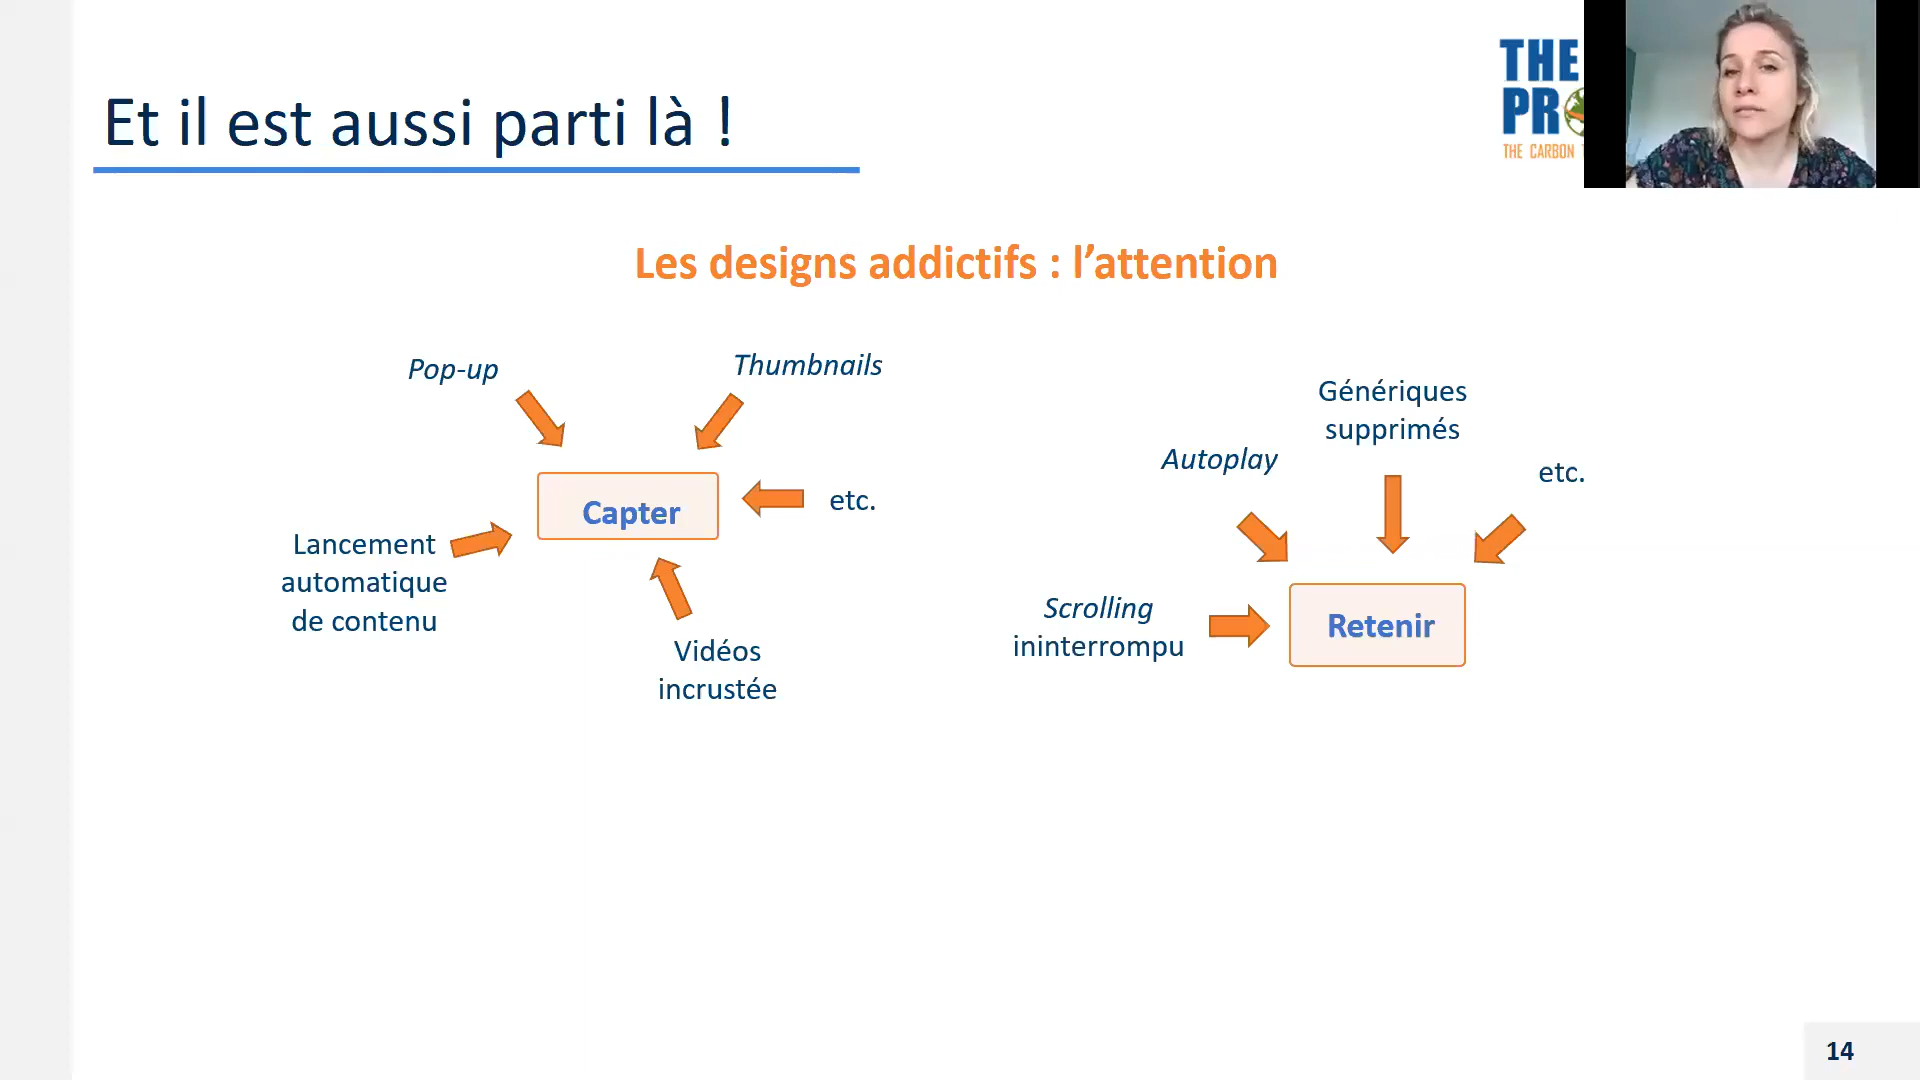 Et il est aussi parti là !
THE
PR
THE CARBON
Les designs addictifs : l’attention
Pop-up
Thumbnails
Capter
etc.
Lancement
automatique
de contenu
Vidéos
incrustée
Génériques
supprimés
Autoplay
etc.
Scrolling
ininterrompu
Retenir
14